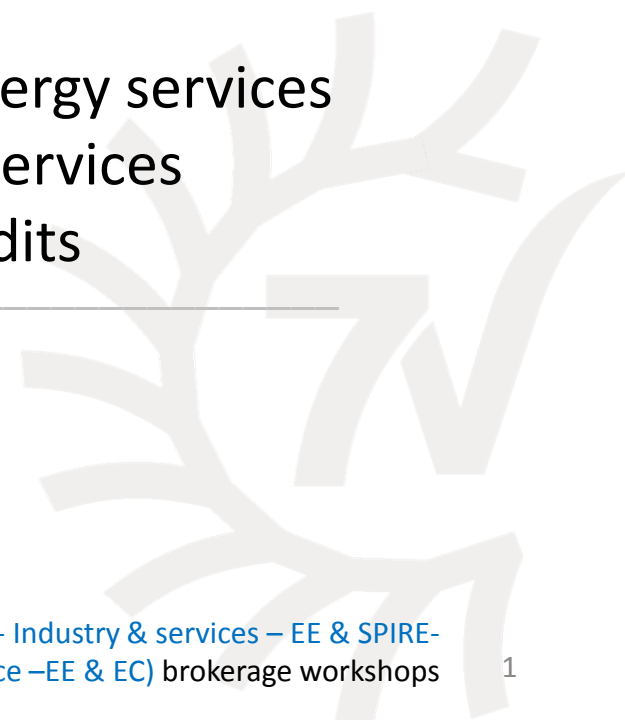 ergy services
ervices
dits
- Industry & services – EE & SPIRE-
ce –EE & EC) brokerage workshops
1